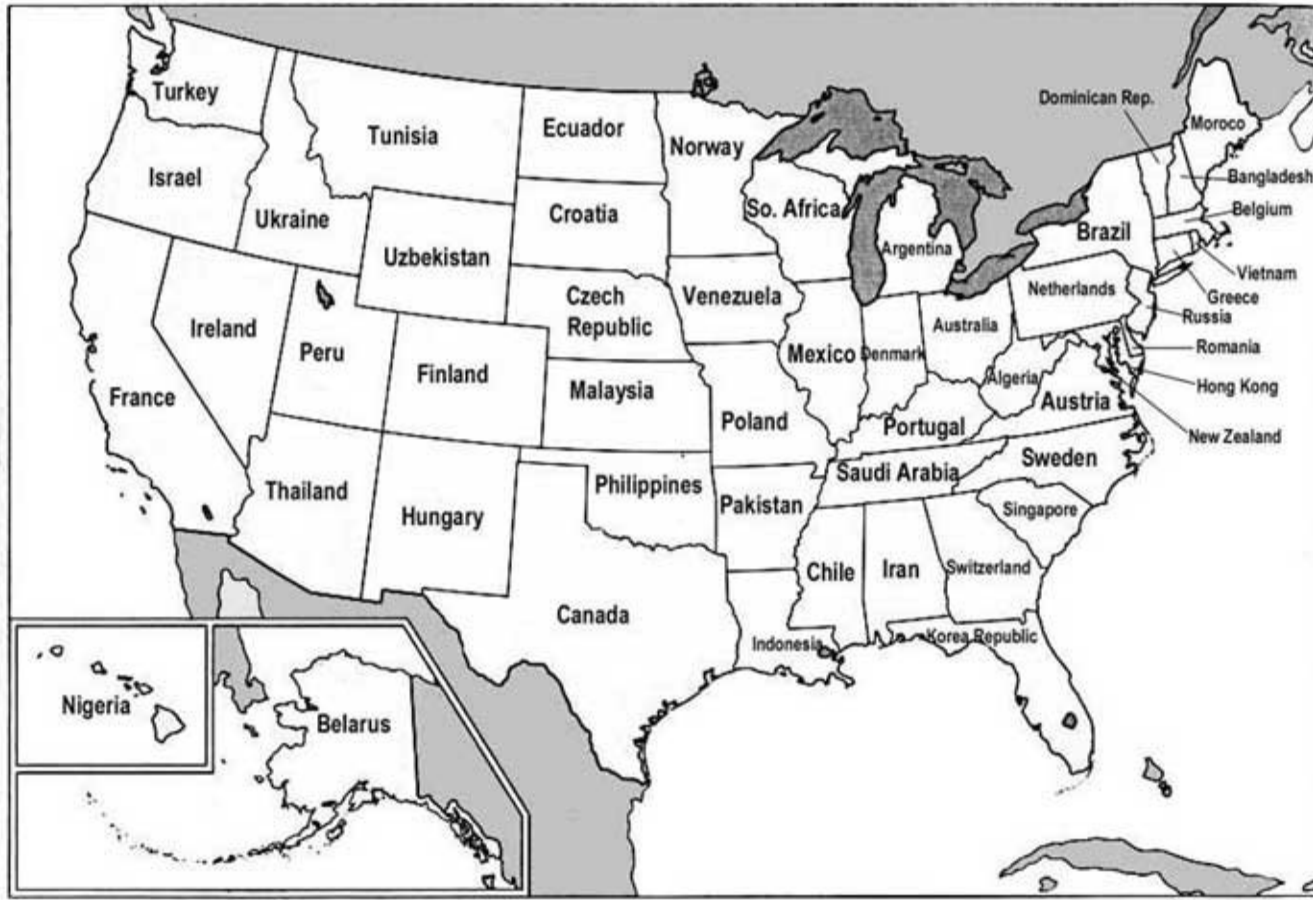 Dominican Rep.
Turkey
Tunisia
Ecuador
Norway
Moroco
Israel
Ukraine
Croatia
So. Africa
Bangladesh
Belgium
Uzbekistan
Argentina
Brazil
Vietnam
Ireland
Czech
Republic
Venezuela
Netherlands
Greece
Russia
Peru
Finland
Mexico
Denmark
Australia
Romania
France
Malaysia
Algeria
Hong Kong
Poland
Portugal
Austria
New Zealand
Thailand
Hungary
Philippines
Pakistan
Saudi Arabia
Sweden
Singapore
Chile
Iran
Switzerland
Canada
Indonesia
Korea Republic
Nigeria
Belarus